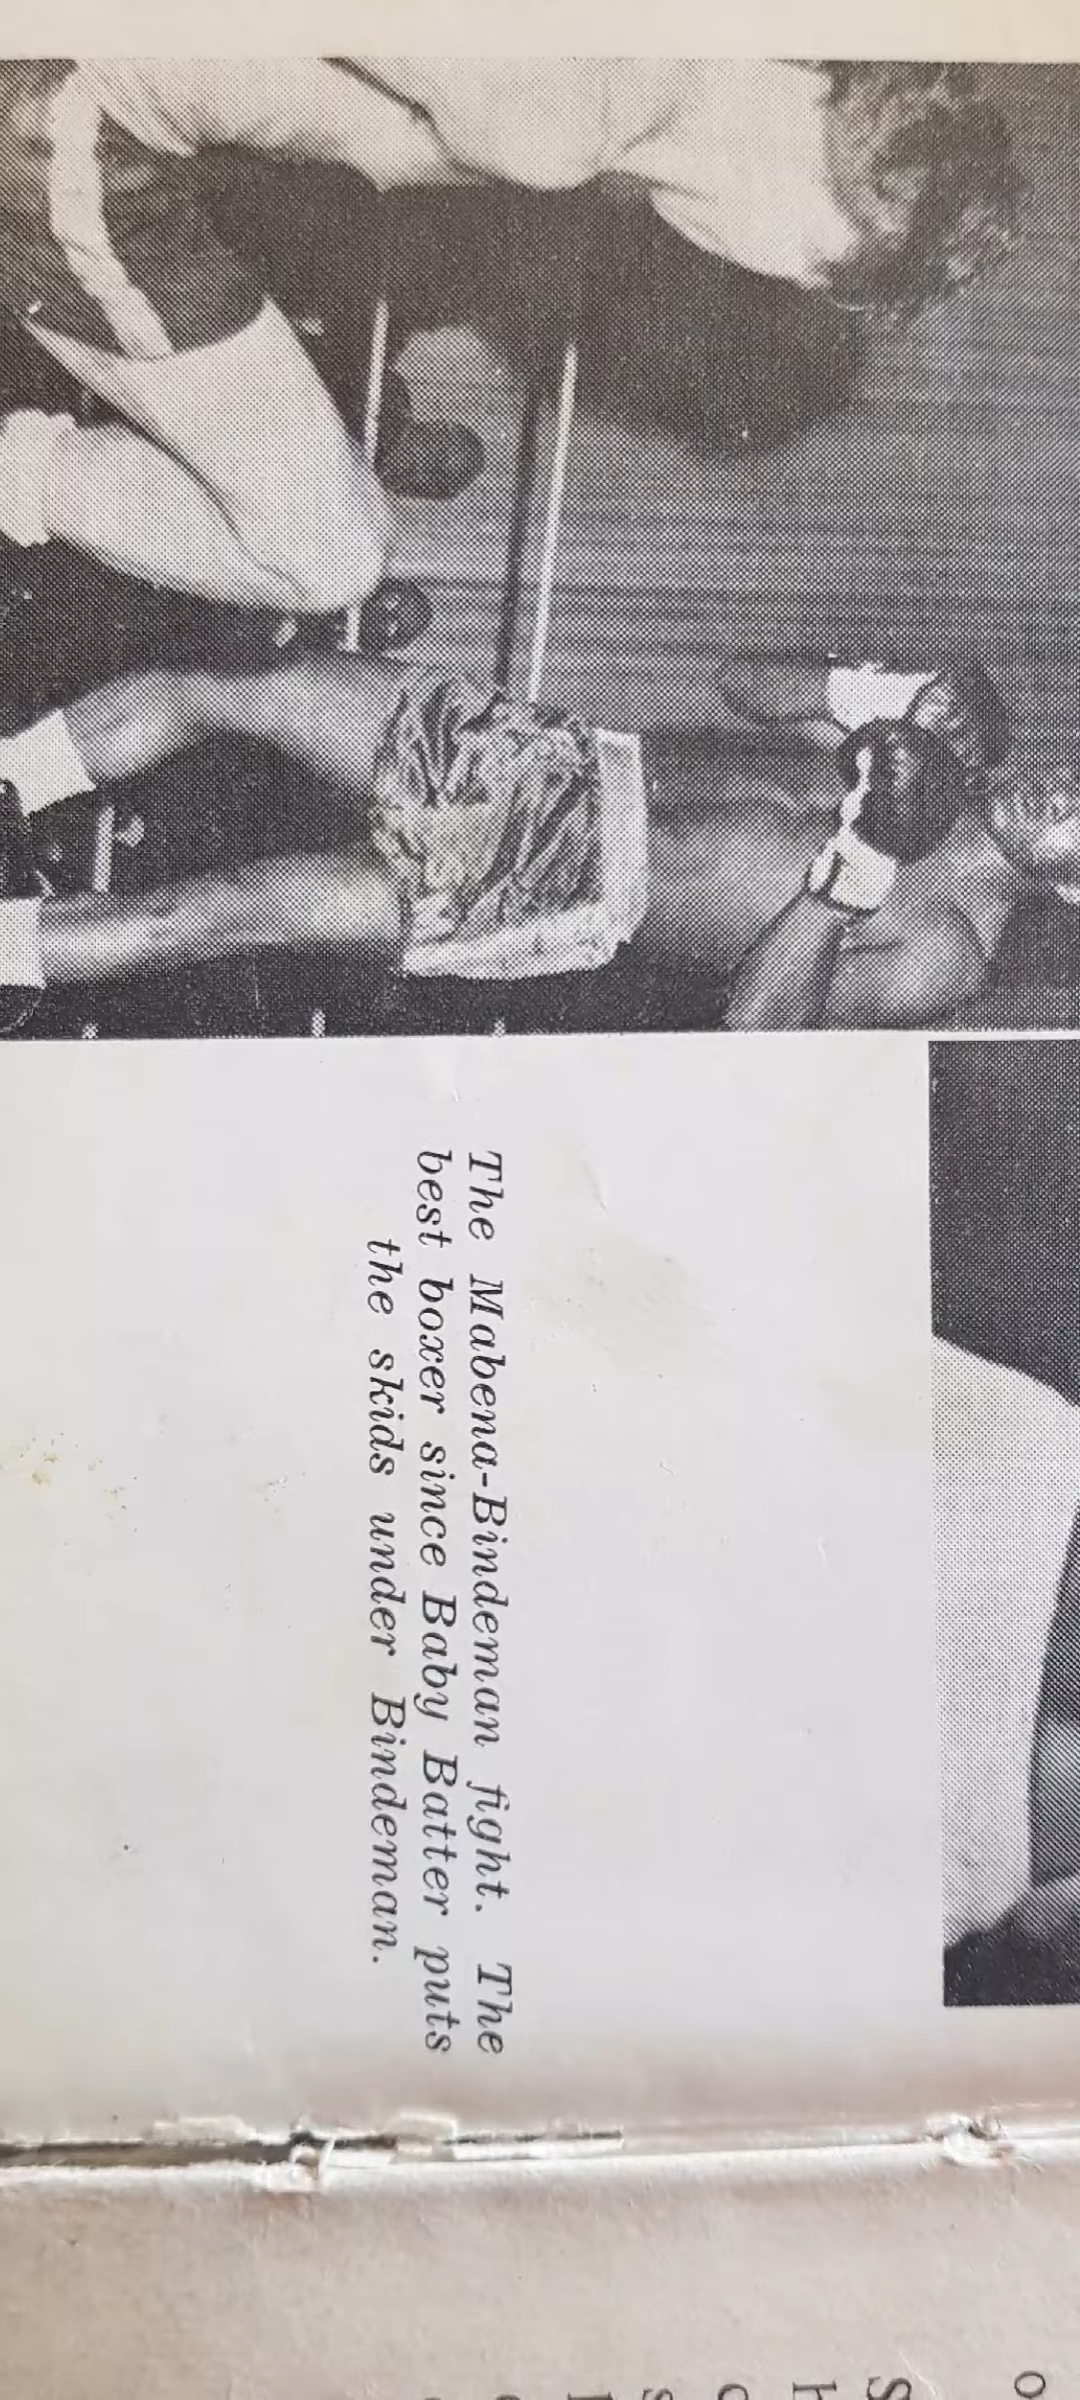 The Mabena-Bindeman fight. The
best boxer since Baby Batter puts
the skids under Bindeman.